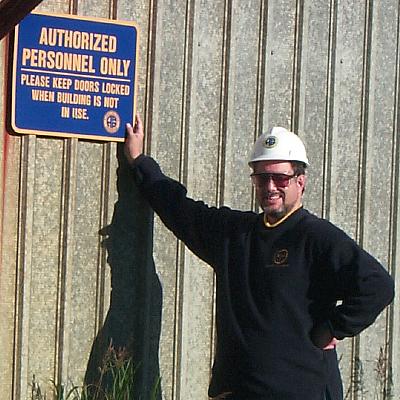 AUTHORIZED
PERSONNEL ONLY
PLEASE KEEP DOORS LOCKED
WHEN BUILDING IS NOT
IN USE.